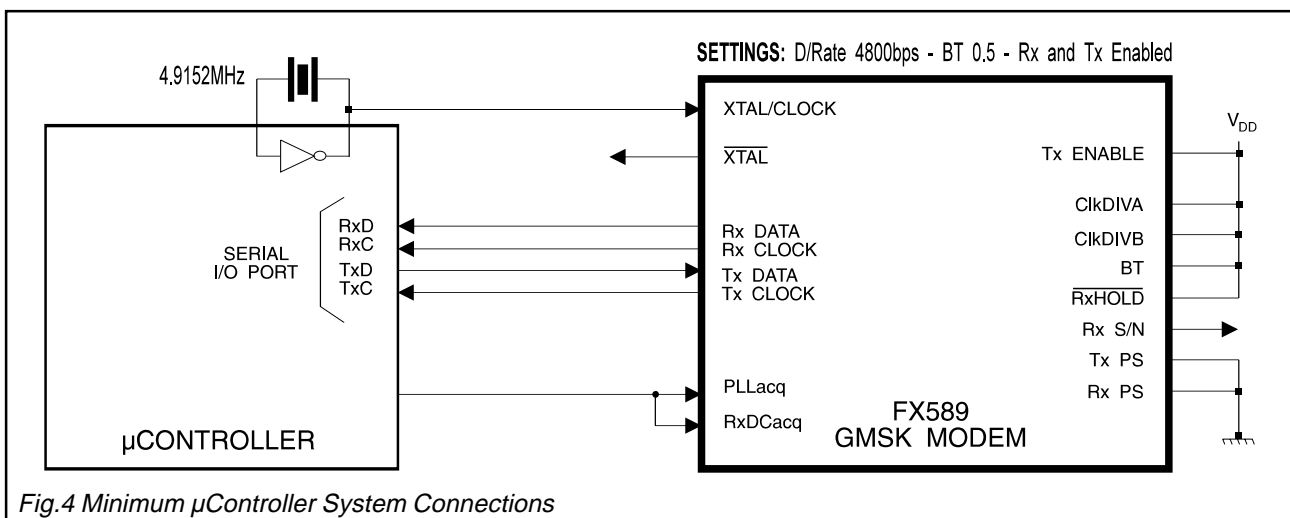 SETTINGS: D/Rate 4800bps - BT 0.5 - Rx and Tx Enabled
4.9152MHz
XTAL/CLOCK
XTAL
VDD
Tx ENABLE
ClkDIVA
ClkDIVB
BT
RxHOLD
Rx S/N
Tx PS
Rx PS
SERIAL
I/O PORT
RxD
RxC
TxD
TxC
Rx DATA
Rx CLOCK
Tx DATA
Tx CLOCK
PLLacq
RxDCacq
µCONTROLLER
FX589
GMSK MODEM
Fig.4 Minimum µController System Connections